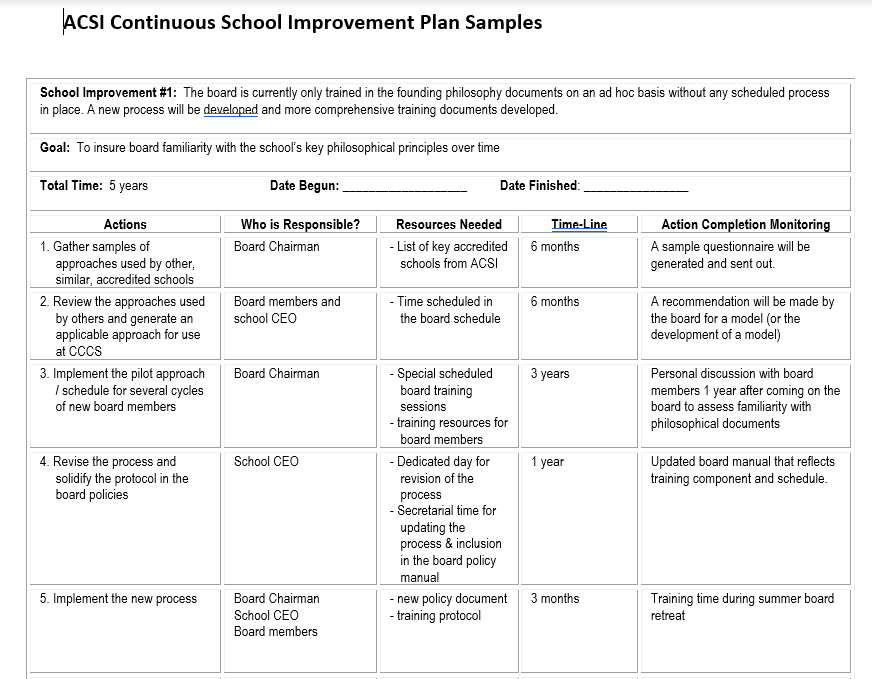 ACSI Continuous School Improvement Plan Samples
School Improvement #1: The board is currently only trained in the founding philosophy documents on an ad hoc basis without any scheduled process
in place. A new process will be developed and more comprehensive training documents developed.
Goal: To insure board familiarity with the school's key philosophical principles over time
Total Time: 5 years Date Begun: ___________________ Date Finished: ________________
Actions Who is Responsible? Resources Needed Time-Line Action Completion Monitoring
1. Gather samples of
approaches used by other,
similar, accredited schools
Board Chairman
- List of key accredited
schools from ACSI
6 months
A sample questionnaire will be
generated and sent out.
2. Review the approaches used
by others and generate an
applicable approach for use
at CCCS
Board members and
school CEO
- Time scheduled in
the board schedule
6 months
A recommendation will be made by
the board for a model (or the
development of a model)
3. Implement the pilot approach
/ schedule for several cycles
of new board members
Board Chairman
- Special scheduled
board training
sessions
- training resources for
board members
3 years
Personal discussion with board
members 1 year after coming on the
board to assess familiarity with
philosophical documents
4. Revise the process and
solidify the protocol in the
board policies
School CEO
- Dedicated day for
revision of the
process
- Secretarial time for
updating the
process & inclusion
in the board policy
manual
1 year
Updated board manual that reflects
training component and schedule.
5. Implement the new process
Board Chairman
School CEO
Board members
- new policy document
- training protocol
3 months
Training time during summer board
retreat